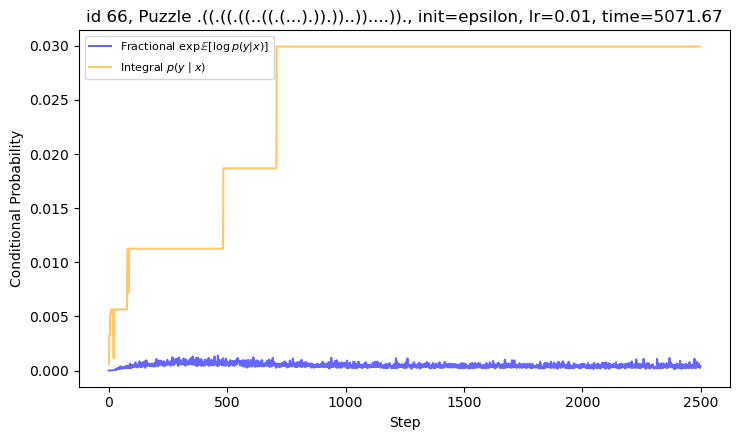 id 66, Puzzle .((.((.((..((.(...).)).))..))....))., init=epsilon, lr=0.01, time=5071.67
0.030
0.025
0.020
0.015
0.010
0.005
0.000
Conditional Probability
Fractional exp𝔼[log p(y|x)]
Integral p(y | x)
0
500
1000
1500
2000
2500
Step